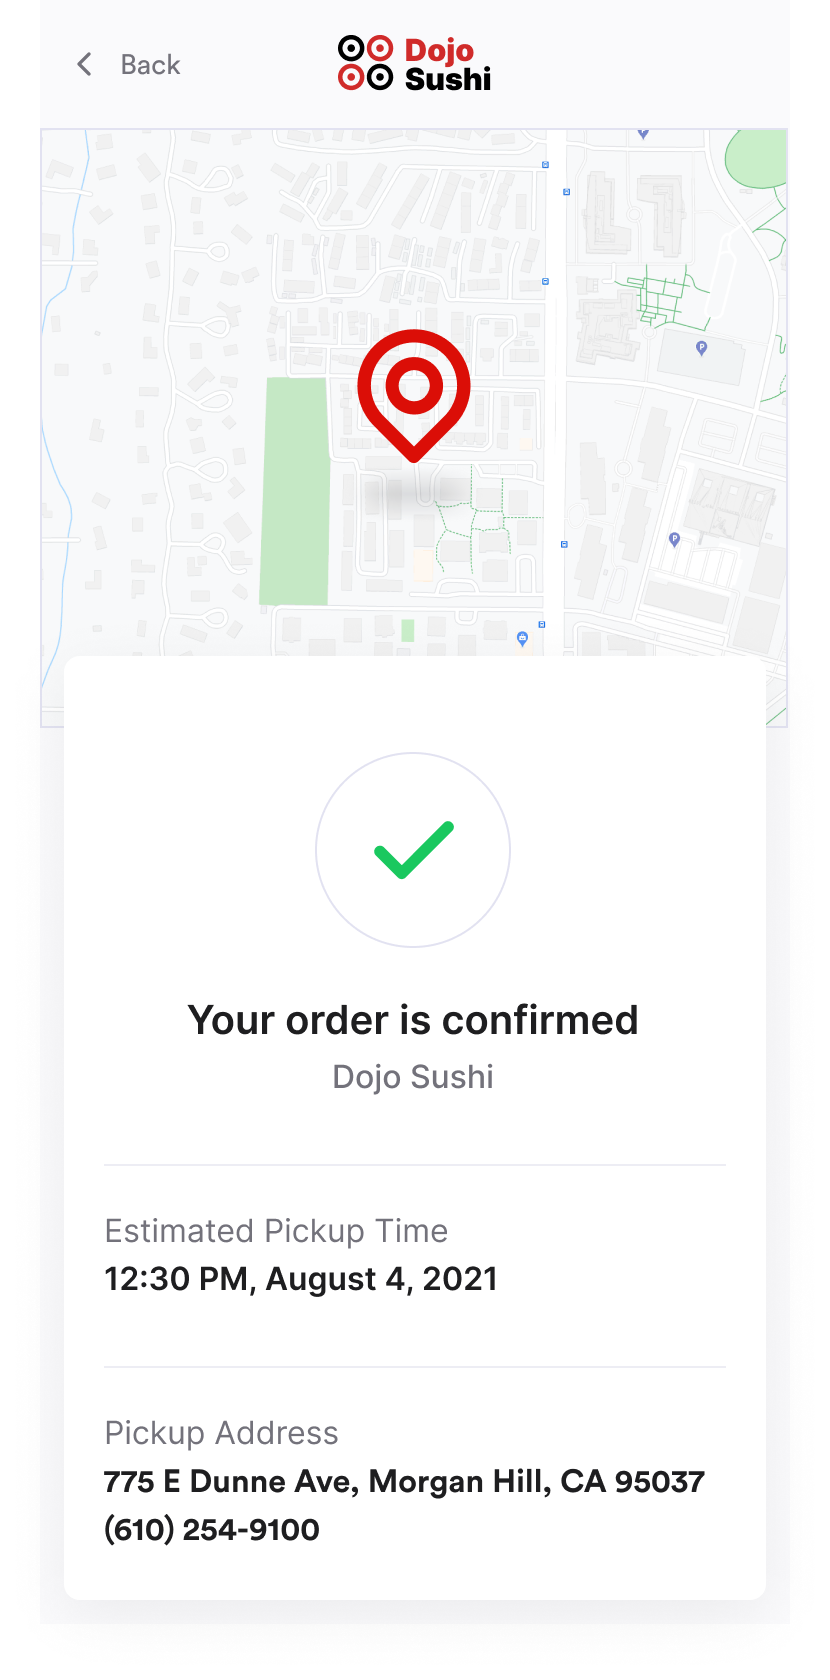 Back
Dojo
Sushi
P
P
Your order is confirmed
Dojo Sushi
Estimated Pickup Time
12:30 PM, August 4, 2021
Pickup Address
775 E Dunne Ave, Morgan Hill, CA 95037
(610) 254-9100